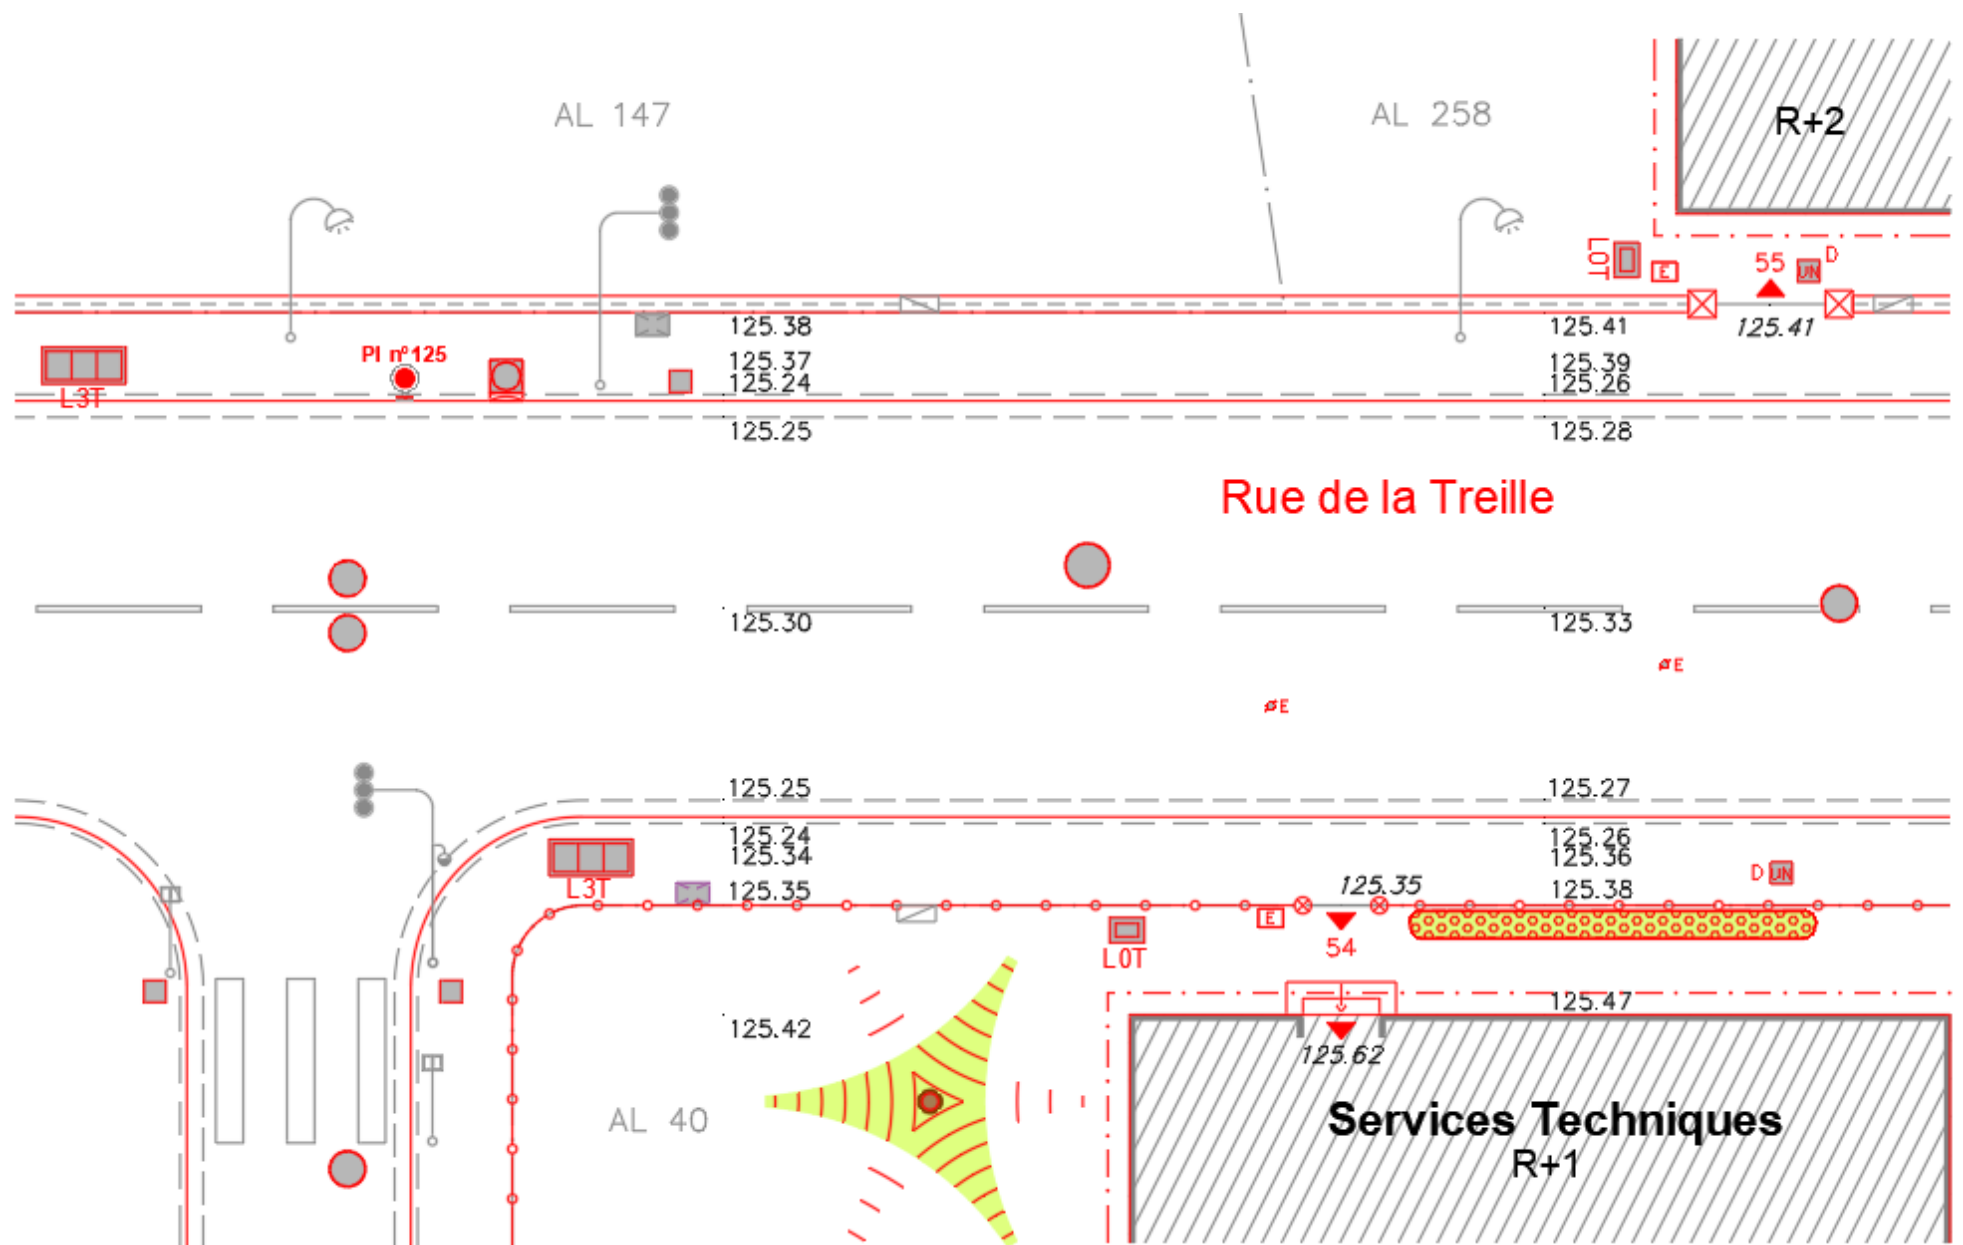 AL 147
AL 258
R+2
LOT
E
55
UN
D
125.38
125.41
125.41
PI n°125
125.37
125.39
125.24
125.26
L3T
125.25
125.28
Rue de la Treille
125.30
125.33
E
E
125.25
125.27
125.24
125.26
125.34
125.36
L3T
125.35
125.35
125.38
D
UN
E
54
L0T
125.47
125.42
125.62
AL 40
Services Techniques
R+1